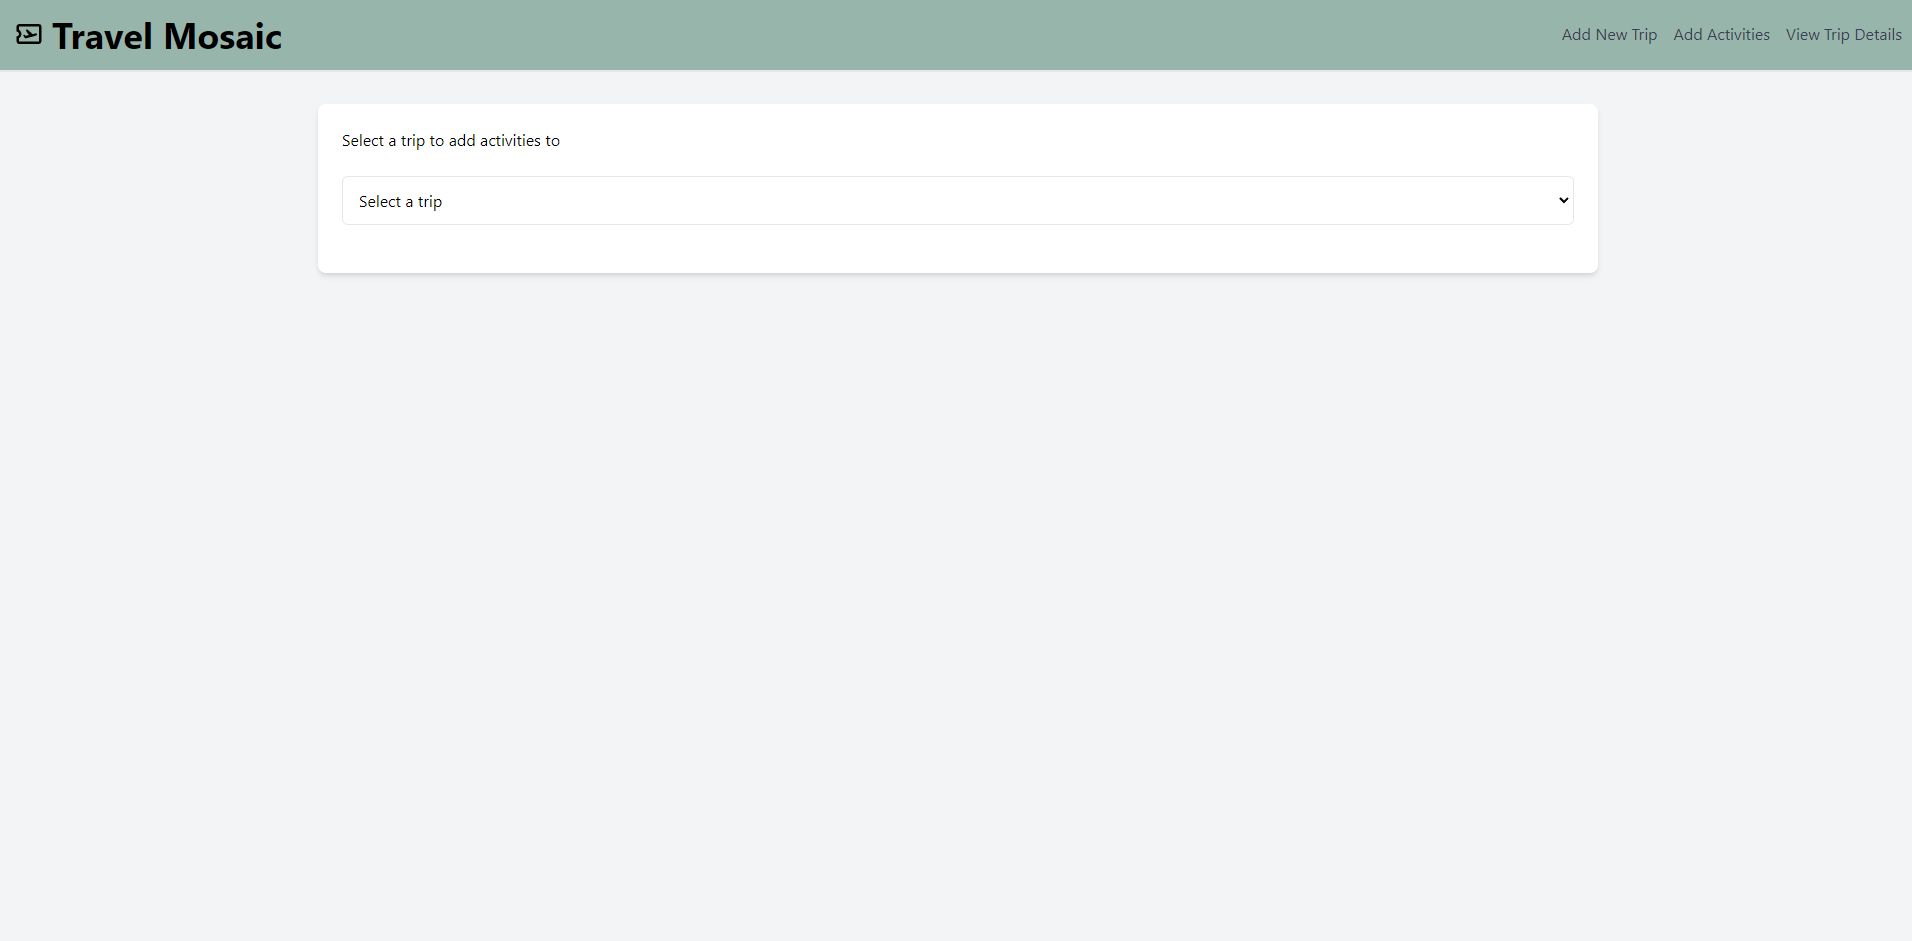 Travel Mosaic
Add New Trip Add Activities View Trip Details
Select a trip to add activities to
Select a trip